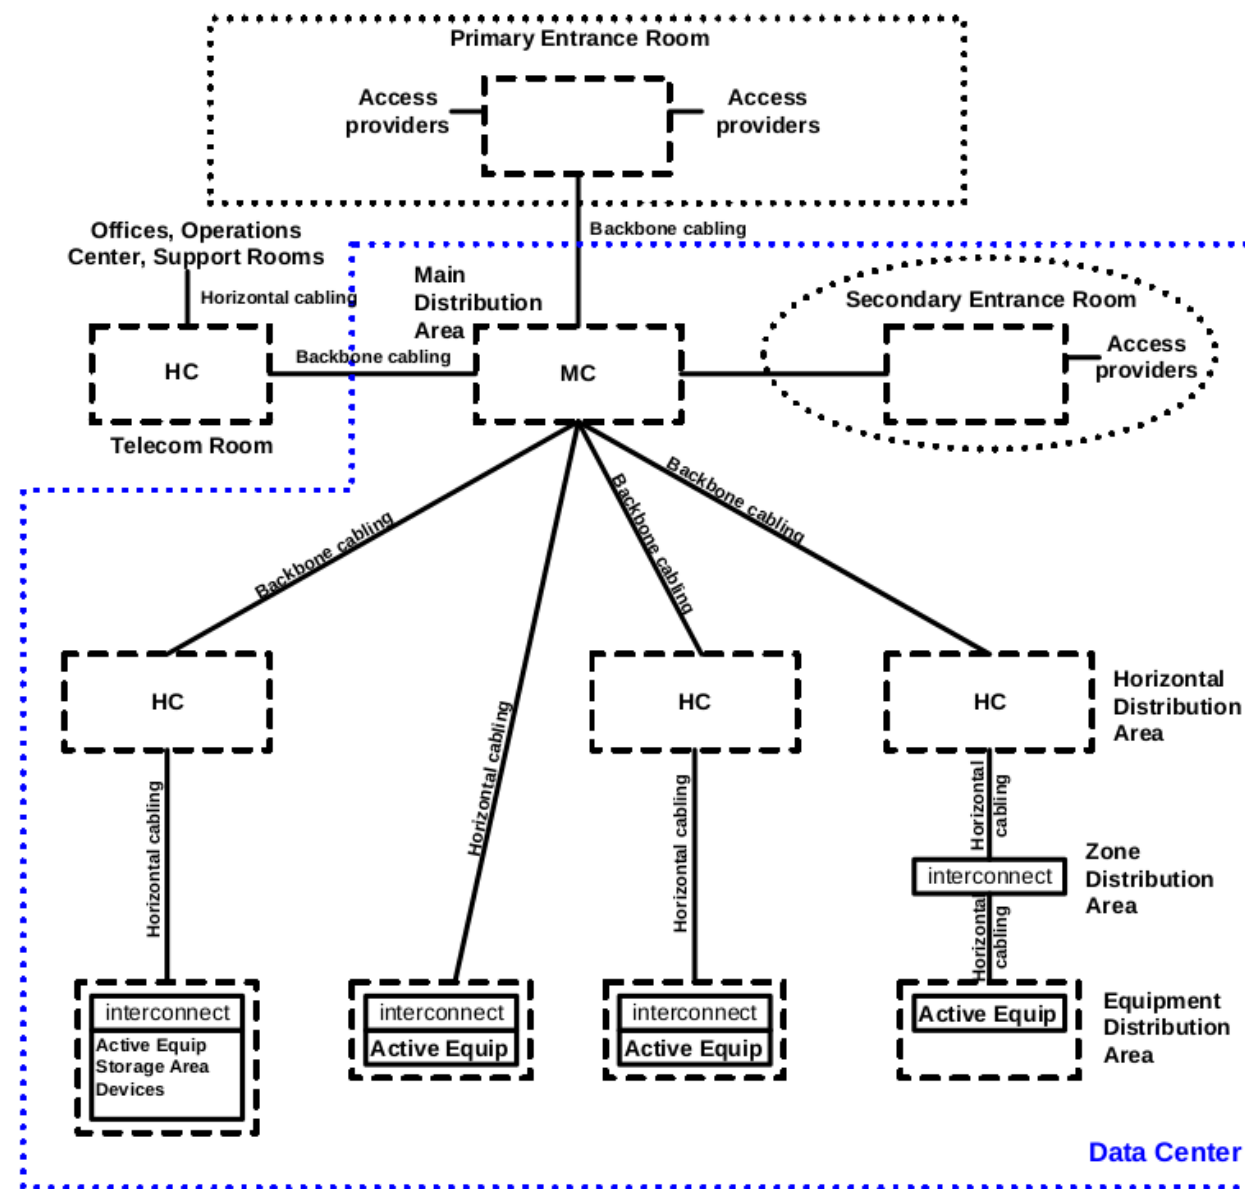 Primary Entrance Room
Access
providers
Access
providers
Backbone cabling
Offices, Operations
Center, Support Rooms
Horizontal cabling
Main
Distribution
Area
Secondary Entrance Room
Access
providers
HC
Backbone cabling
MC
Telecom Room
Backbone cabling
Horizontal cabling
Backbone cabling
Backbone cabling
HC
HC
HC
Horizontal
Distribution
Area
Horizontal cabling
Horizontal cabling
Horizontal
cabling
interconnect
Zone
Distribution
Area
Horizontal
cabling
interconnect
Active Equip
Storage Area
Devices
interconnect
Active Equip
interconnect
Active Equip
Active Equip
Equipment
Distribution
Area
Data Center